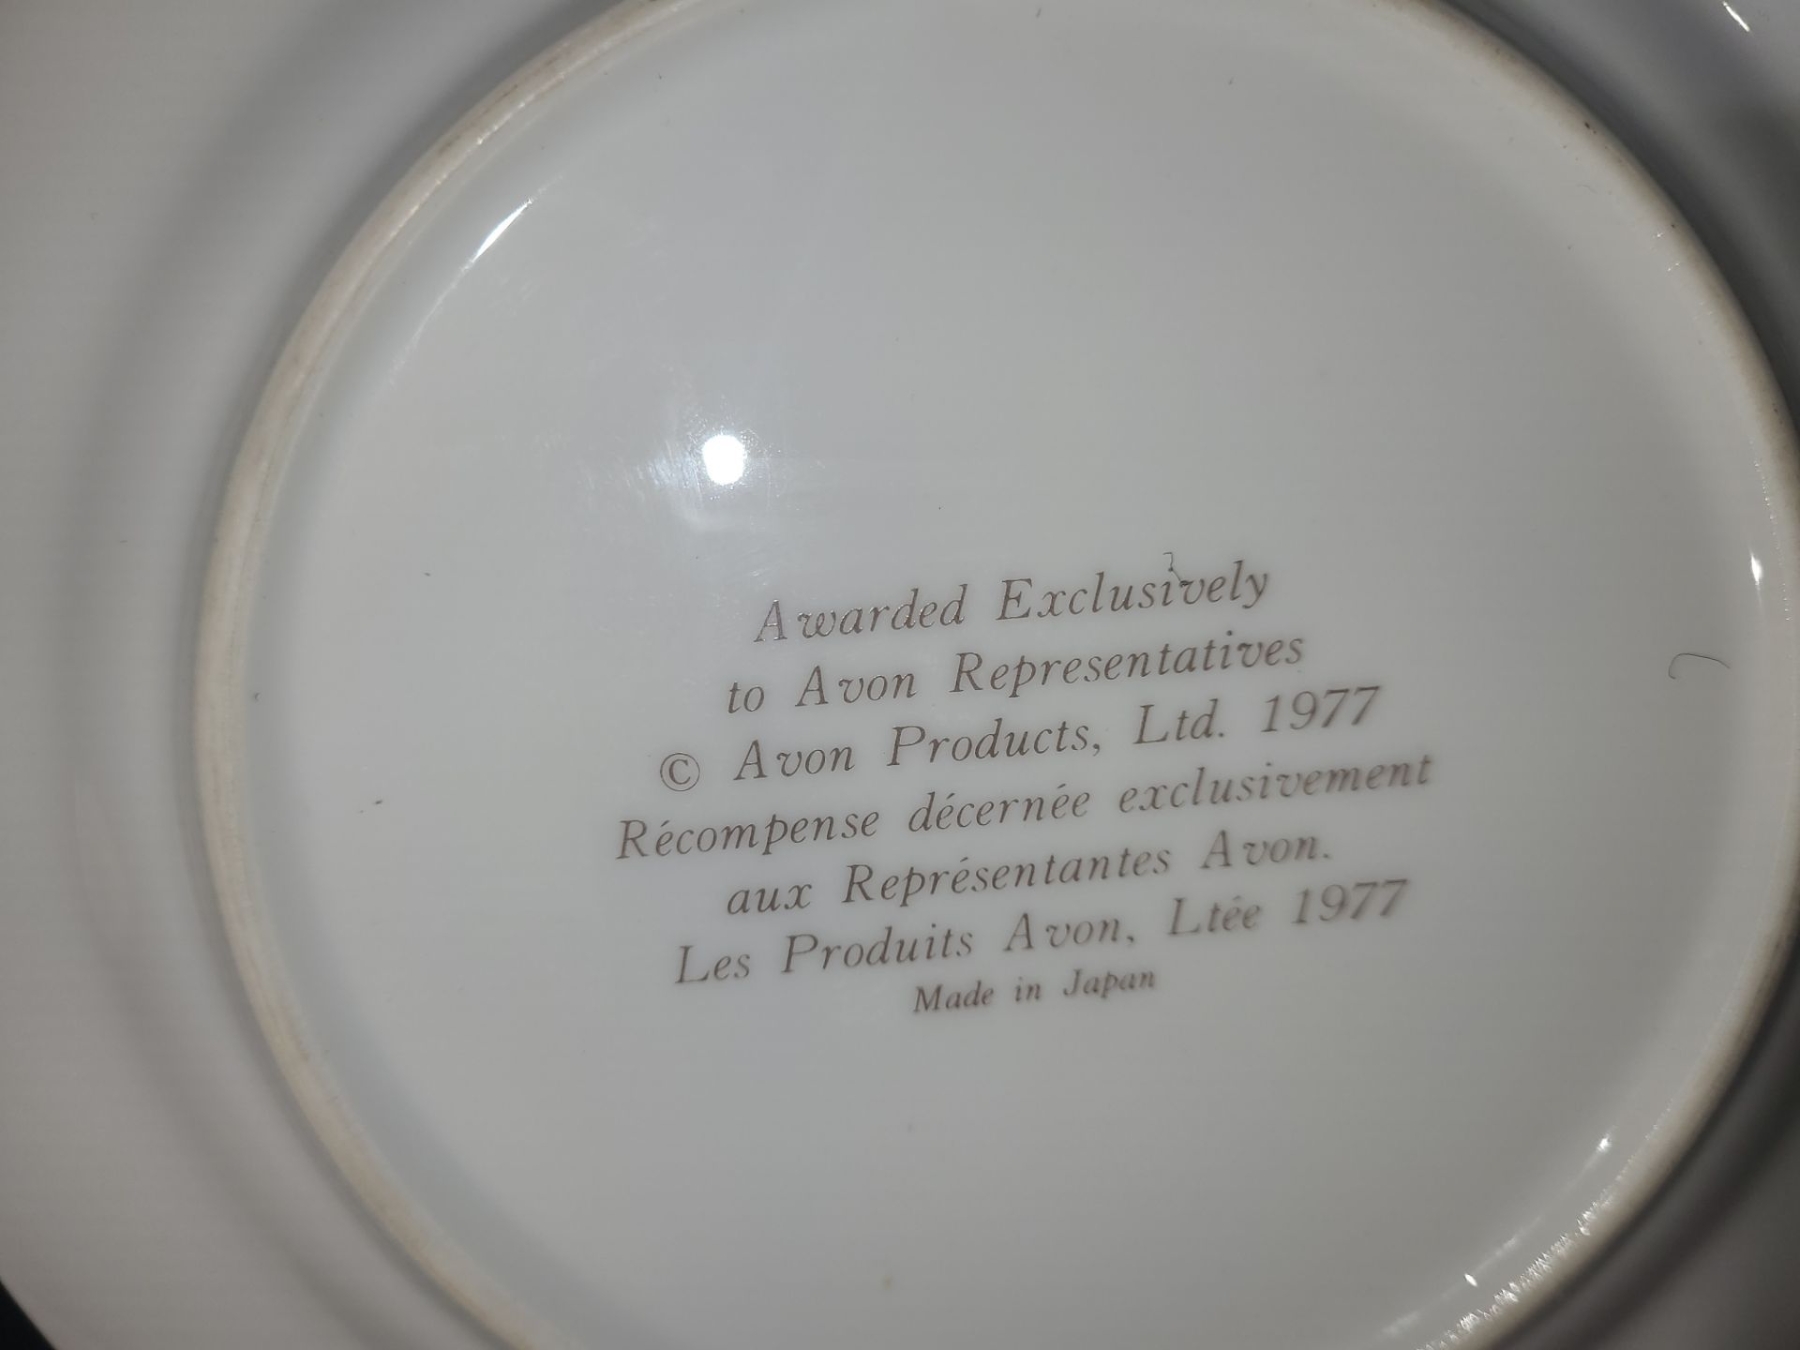 Awarded Exclusively
to Avon Representatives
© Avon Products, Ltd. 1977
Récompense décernée exclusivement
aux Représentantes Avon.
Les Produits Avon, Ltée 1977
Made in Japan